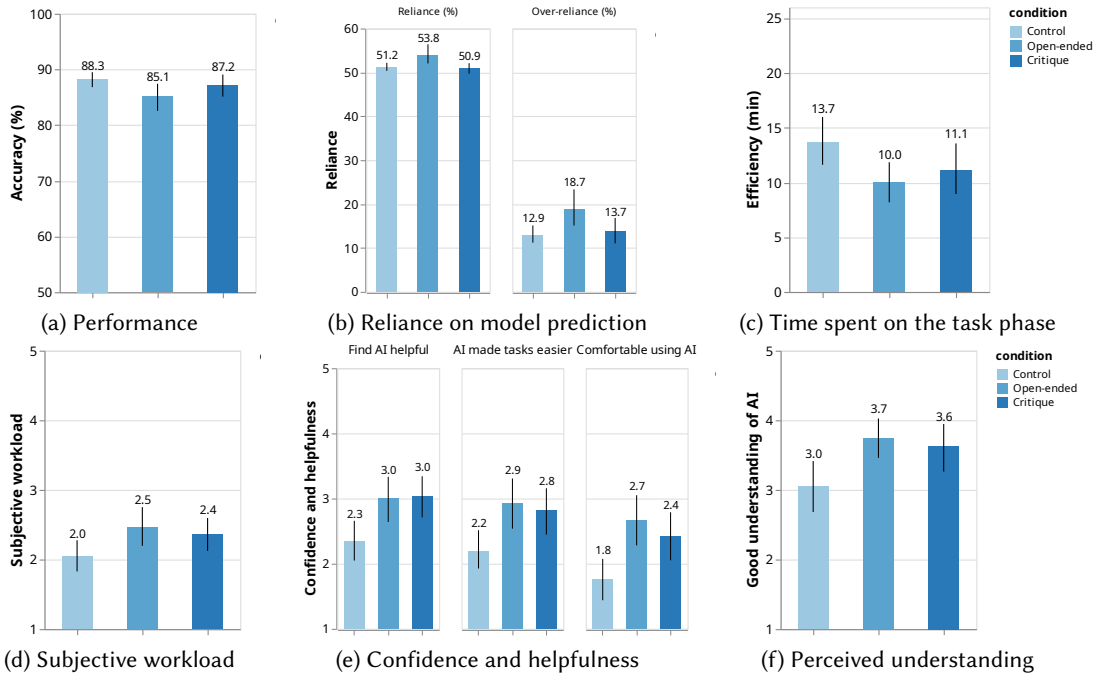 100
90
80
70
60
50
Accuracy (%)
88.3
85.1
87.2
(a) Performance
Reliance (%)
Over-reliance (%)
60
50
40
30
20
10
0
Reliance
51.2
53.8
50.9
12.9
18.7
13.7
(b) Reliance on model prediction
25
20
15
10
5
0
Efficiency (min)
13.7
10.0
11.1
condition
Control
Open-ended
Critique
(c) Time spent on the task phase
5
4
3
2
1
Subjective workload
2.0
2.5
2.4
(d) Subjective workload
Find AI helpful
AI made tasks easier
Comfortable using AI
5
4
3
2
1
Confidence and helpfulness
2.3
3.0
3.0
2.2
2.9
2.8
1.8
2.7
2.4
(e) Confidence and helpfulness
5
4
3
2
1
Good understanding of AI
3.0
3.7
3.6
condition
Control
Open-ended
Critique
(f) Perceived understanding